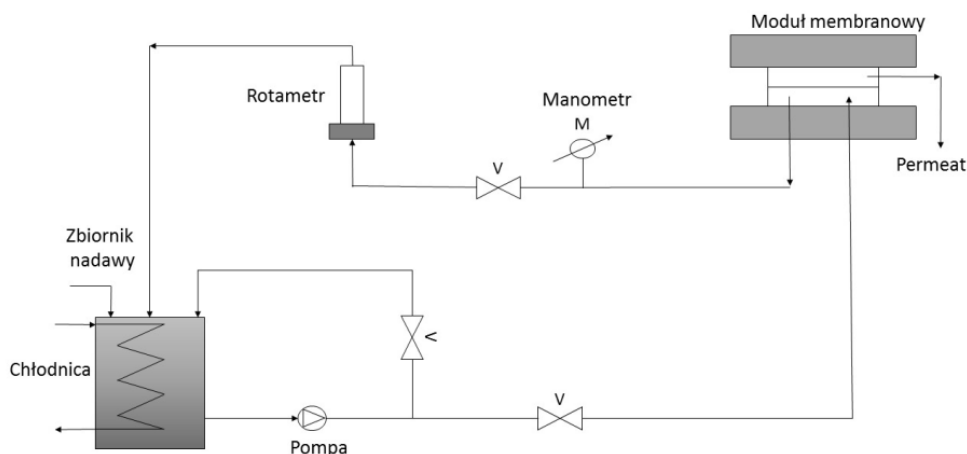 Moduł membranowy
Rotametr
Manometr
M
V
Permeat
Zbiornik
nadawy
V
Chłodnica
V
Pompa